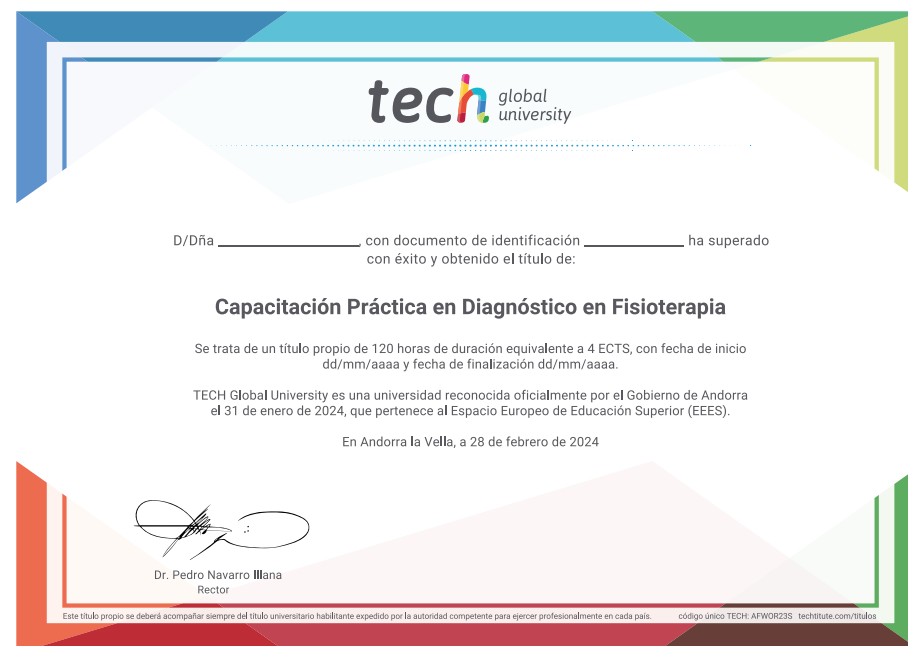 tech global
university
D/Dña ____________________, con documento de identificación ______________ ha superado
con éxito y obtenido el título de:
Capacitación Práctica en Diagnóstico en Fisioterapia
Se trata de un título propio de 120 horas de duración equivalente a 4 ECTS, con fecha de inicio
dd/mm/aaaa y fecha de finalización dd/mm/aaaa.
TECH Global University es una universidad reconocida oficialmente por el Gobierno de Andorra
el 31 de enero de 2024, que pertenece al Espacio Europeo de Educación Superior (EEES).
En Andorra la Vella, a 28 de febrero de 2024
Dr. Pedro Navarro Illana
Rector
Este título propio se deberá acompañar siempre del título universitario habilitante expedido por la autoridad competente para ejercer profesionalmente en cada país. código único TECH: AFWOR23S techtitute.com/titulos